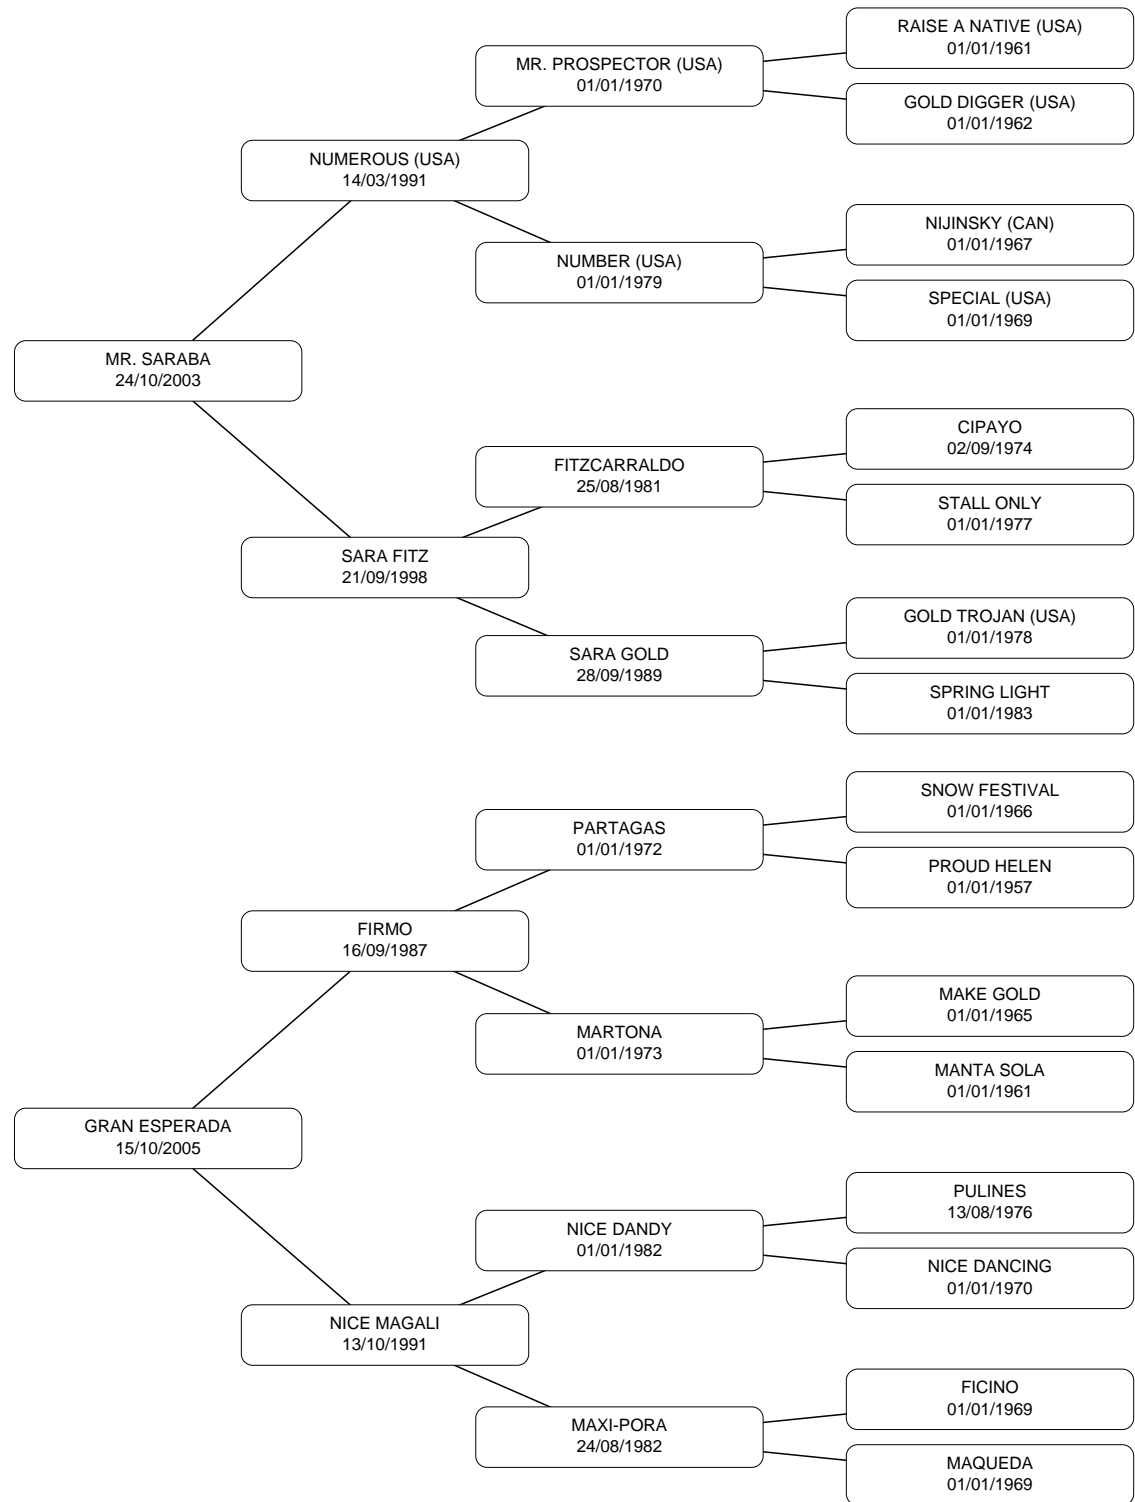 RAISE A NATIVE (USA)
01/01/1961
MR. PROSPECTOR (USA)
01/01/1970
GOLD DIGGER (USA)
01/01/1962
NUMEROUS (USA)
14/03/1991
NIJINSKY (CAN)
01/01/1967
NUMBER (USA)
01/01/1979
SPECIAL (USA)
01/01/1969
MR. SARABA
24/10/2003
CIPAYO
02/09/1974
FITZCARRALDO
25/08/1981
STALL ONLY
01/01/1977
SARA FITZ
21/09/1998
GOLD TROJAN (USA)
01/01/1978
SARA GOLD
28/09/1989
SPRING LIGHT
01/01/1983
SNOW FESTIVAL
01/01/1966
PARTAGAS
01/01/1972
PROUD HELEN
01/01/1957
FIRMO
16/09/1987
MAKE GOLD
01/01/1965
MARTONA
01/01/1973
MANTA SOLA
01/01/1961
GRAN ESPERADA
15/10/2005
PULINES
13/08/1976
NICE DANDY
01/01/1982
NICE DANCING
01/01/1970
NICE MAGALI
13/10/1991
FICINO
01/01/1969
MAXI-PORA
24/08/1982
MAQUEDA
01/01/1969